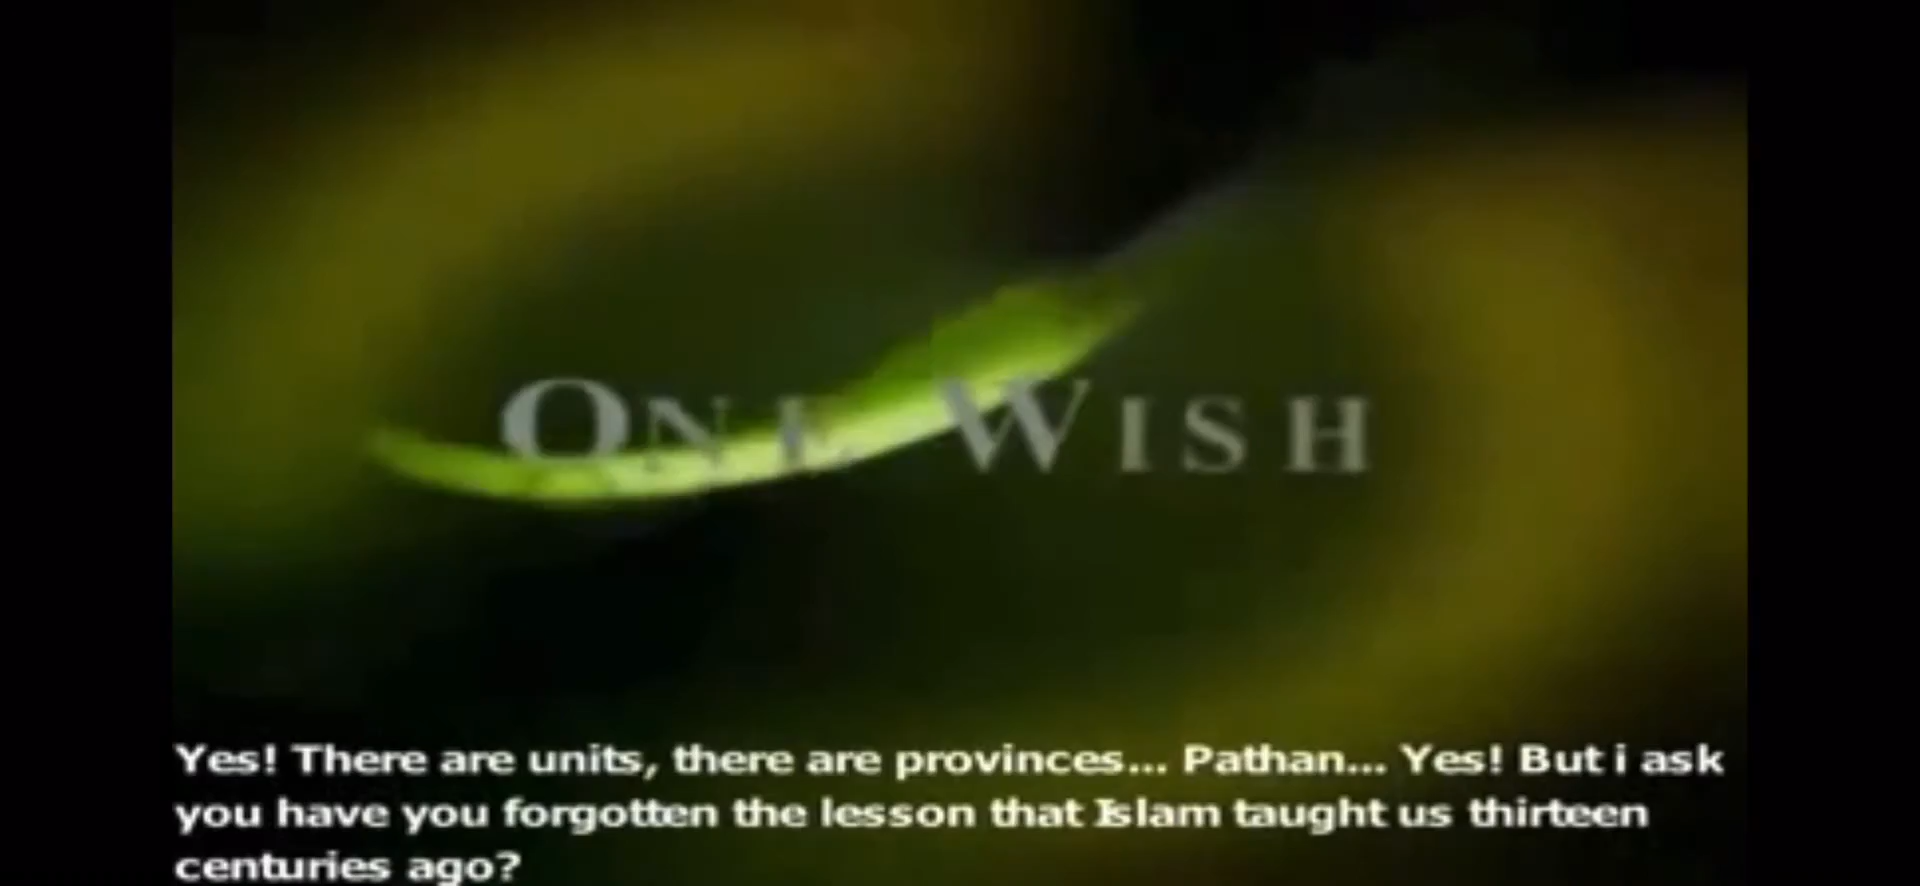 ONE WISH
Yes! There are units, there are provinces... Pathan... Yes! But i ask
you have you forgotten the lesson that Islam taught us thirteen
centuries ago?